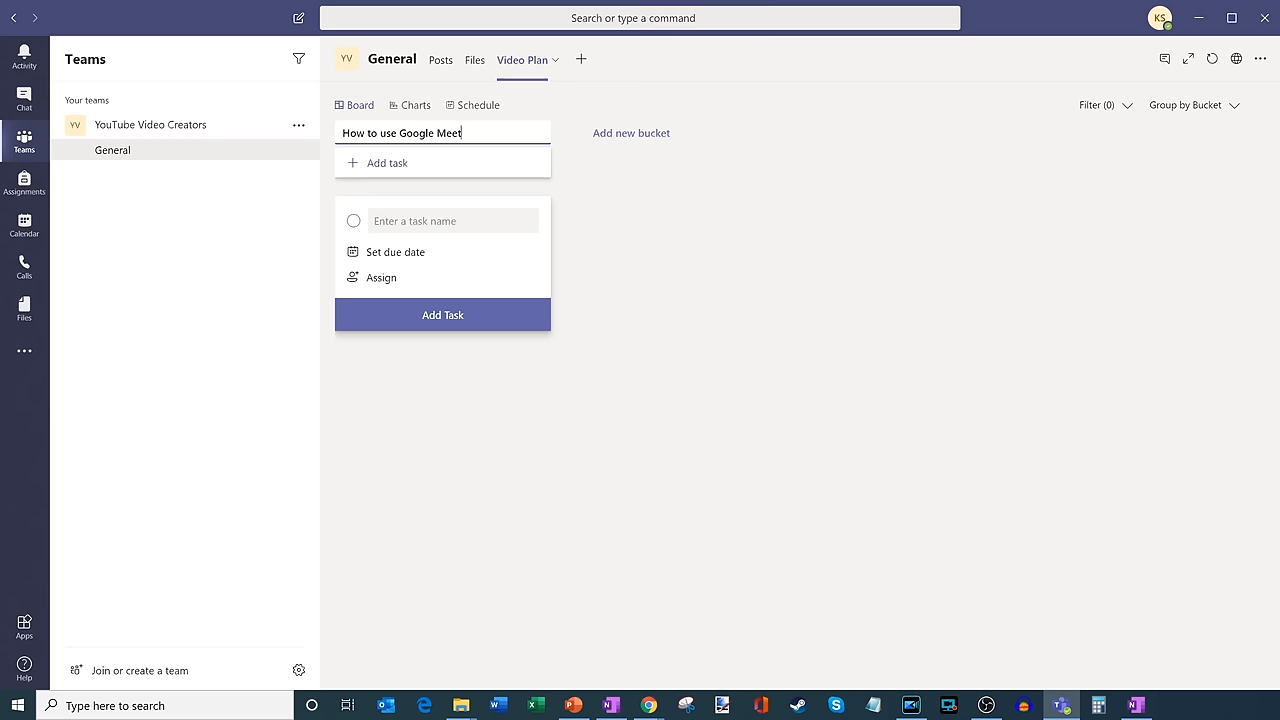 Search or type a command
KS
Activity
Chat
Teams
Assignments
Calendar
Calls
Files
Apps
Help
Teams
Your teams
YV
YouTube Video Creators
General
Join or create a team
YV
General
Posts
Files
Video Plan
Board
Charts
Schedule
Filter (0)
Group by Bucket
How to use Google Meet
Add new bucket
Add task
Enter a task name
Set due date
Assign
Add Task
Type here to search